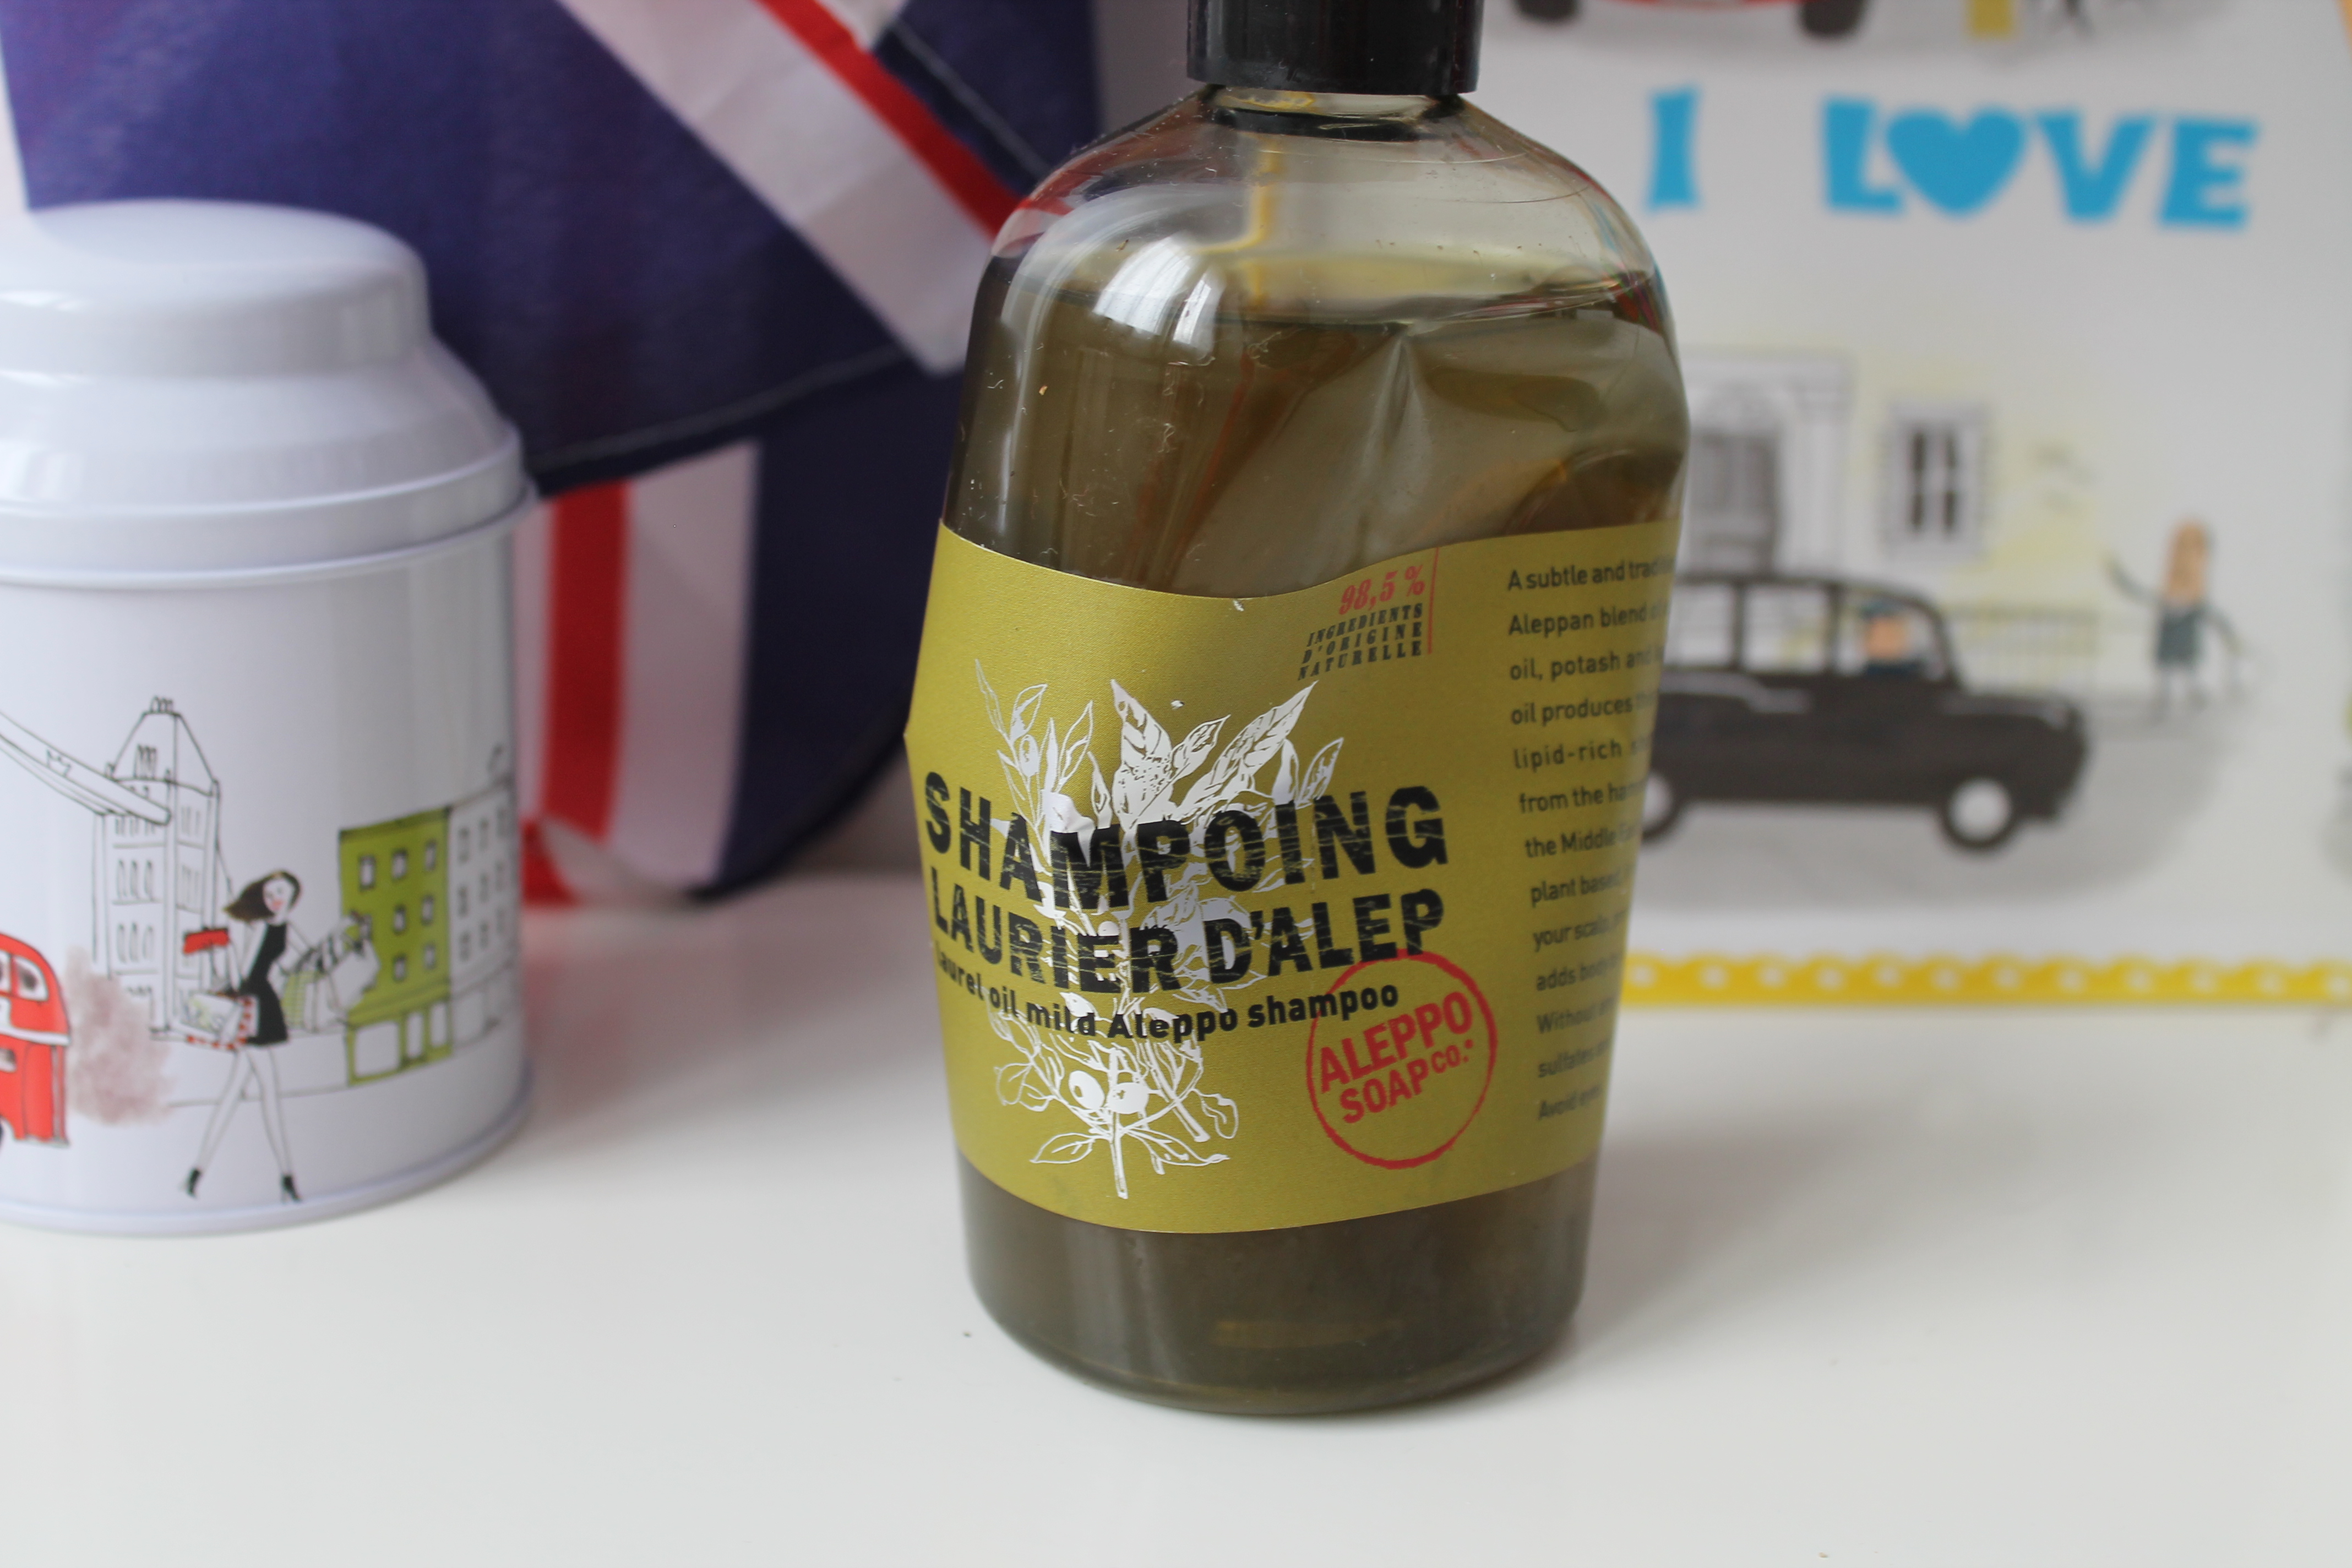 I LOVE
98,5 %
INGREDIENTS
D'ORIGINE
NATURELLE
SHAMPOING
LAURIER D'ALEP
Laurel oil mild Aleppo shampoo
ALEPPO
SOAP CO.
A subtle and
Aleppan blend
oil, potash and
oil produces
lipid-rich
from the
the Middle
plant based
your scalp
adds
Without
sulfates
Avoid